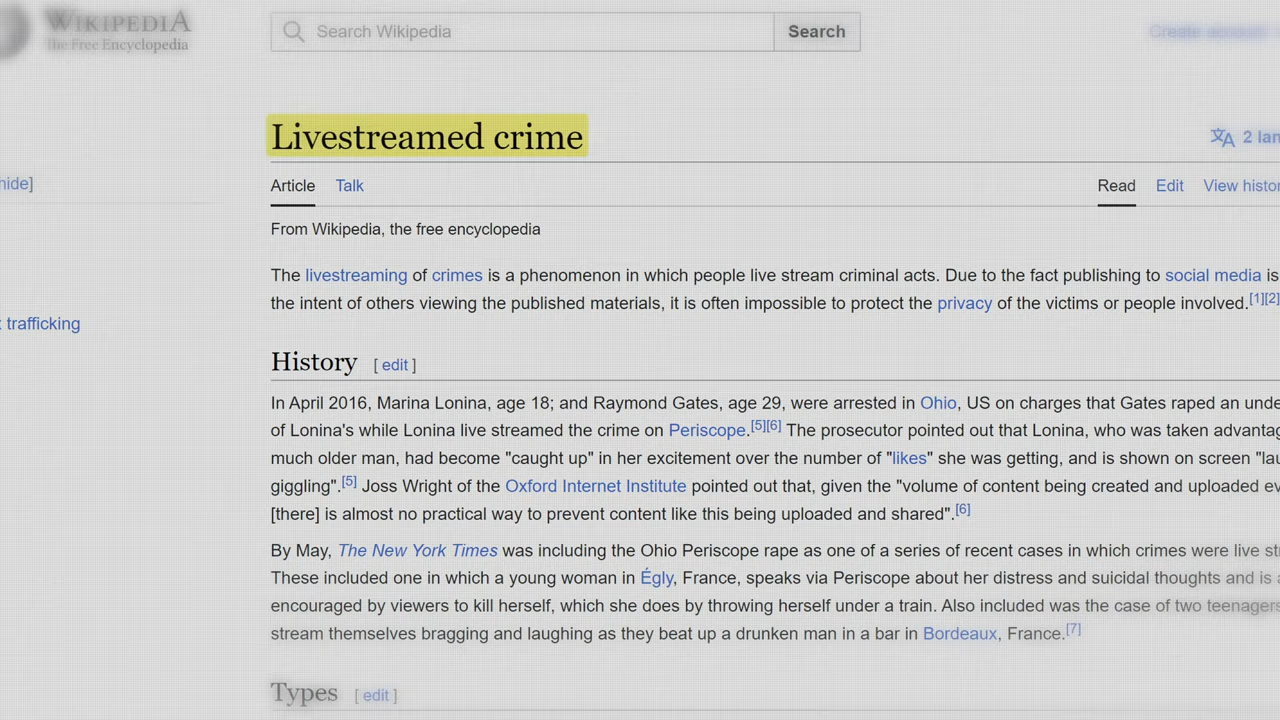 WIKIPEDIA
The Free Encyclopedia
Search Wikipedia
Search
Create account
Livestreamed crime
2 lan
hide]
Article Talk
Read Edit View histor
From Wikipedia, the free encyclopedia
The livestreaming of crimes is a phenomenon in which people live stream criminal acts. Due to the fact publishing to social media is
the intent of others viewing the published materials, it is often impossible to protect the privacy of the victims or people involved.[1][2]
trafficking
History [ edit ]
In April 2016, Marina Lonina, age 18; and Raymond Gates, age 29, were arrested in Ohio, US on charges that Gates raped an unde
of Lonina's while Lonina live streamed the crime on Periscope.[5][6] The prosecutor pointed out that Lonina, who was taken advantag
much older man, had become "caught up" in her excitement over the number of "likes" she was getting, and is shown on screen "lau
giggling".[5] Joss Wright of the Oxford Internet Institute pointed out that, given the "volume of content being created and uploaded ev
[there] is almost no practical way to prevent content like this being uploaded and shared".[6]
By May, The New York Times was including the Ohio Periscope rape as one of a series of recent cases in which crimes were live st
These included one in which a young woman in Égly, France, speaks via Periscope about her distress and suicidal thoughts and is a
encouraged by viewers to kill herself, which she does by throwing herself under a train. Also included was the case of two teenagers
stream themselves bragging and laughing as they beat up a drunken man in a bar in Bordeaux, France.[7]
Types [ edit ]